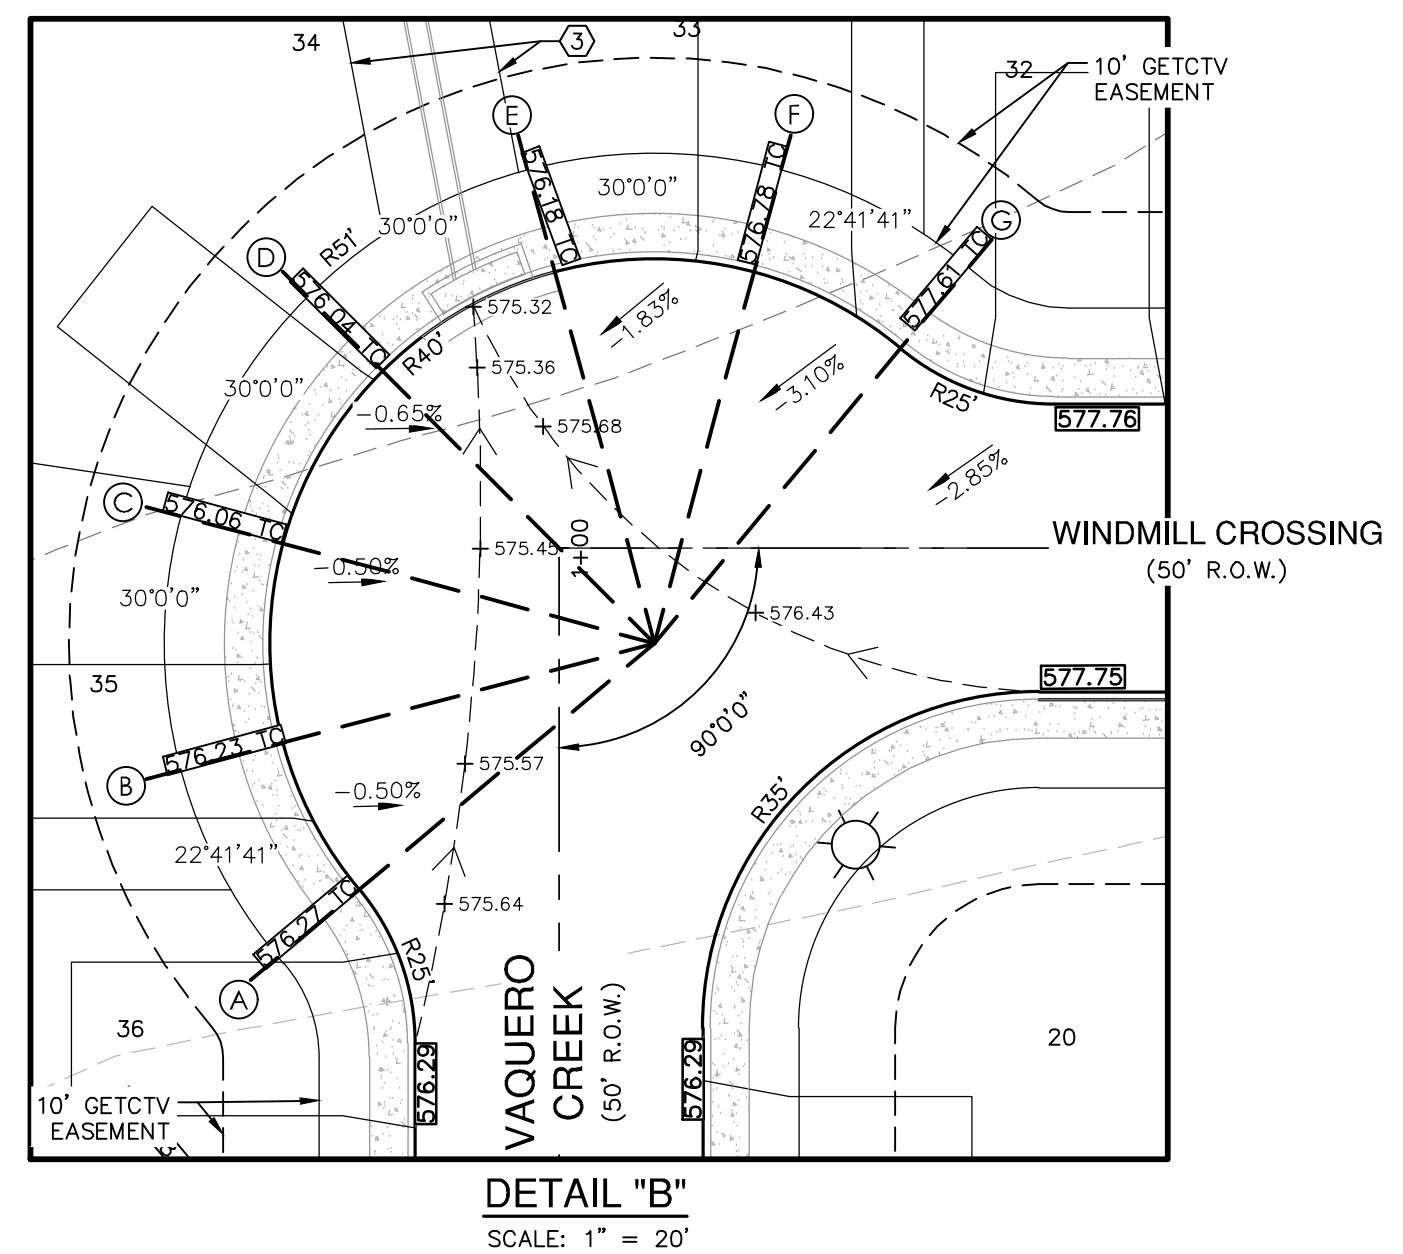 34
3
33
32
10' GETCTV
EASEMENT
E
F
576.18 TC
30°0'0"
576.78 TC
30°0'0"
22°41'41"
G
577.61 TC
D
R51'
576.04 TC
575.32
-1.83%
R40'
575.36
-3.10%
30°0'0"
R25'
-0.65%
577.76
575.68
-2.85%
C
576.06 TC
575.45
1+00
WINDMILL CROSSING
(50' R.O.W.)
-0.50%
30°0'0"
576.43
35
577.75
90°0'0"
576.23 TC
575.57
B
-0.50%
R35'
22°41'41"
576.27 TC
575.64
R25'
A
36
VAQUERO
CREEK
(50' R.O.W.)
20
576.29
576.29
10' GETCTV
EASEMENT
DETAIL "B"
SCALE: 1" = 20'